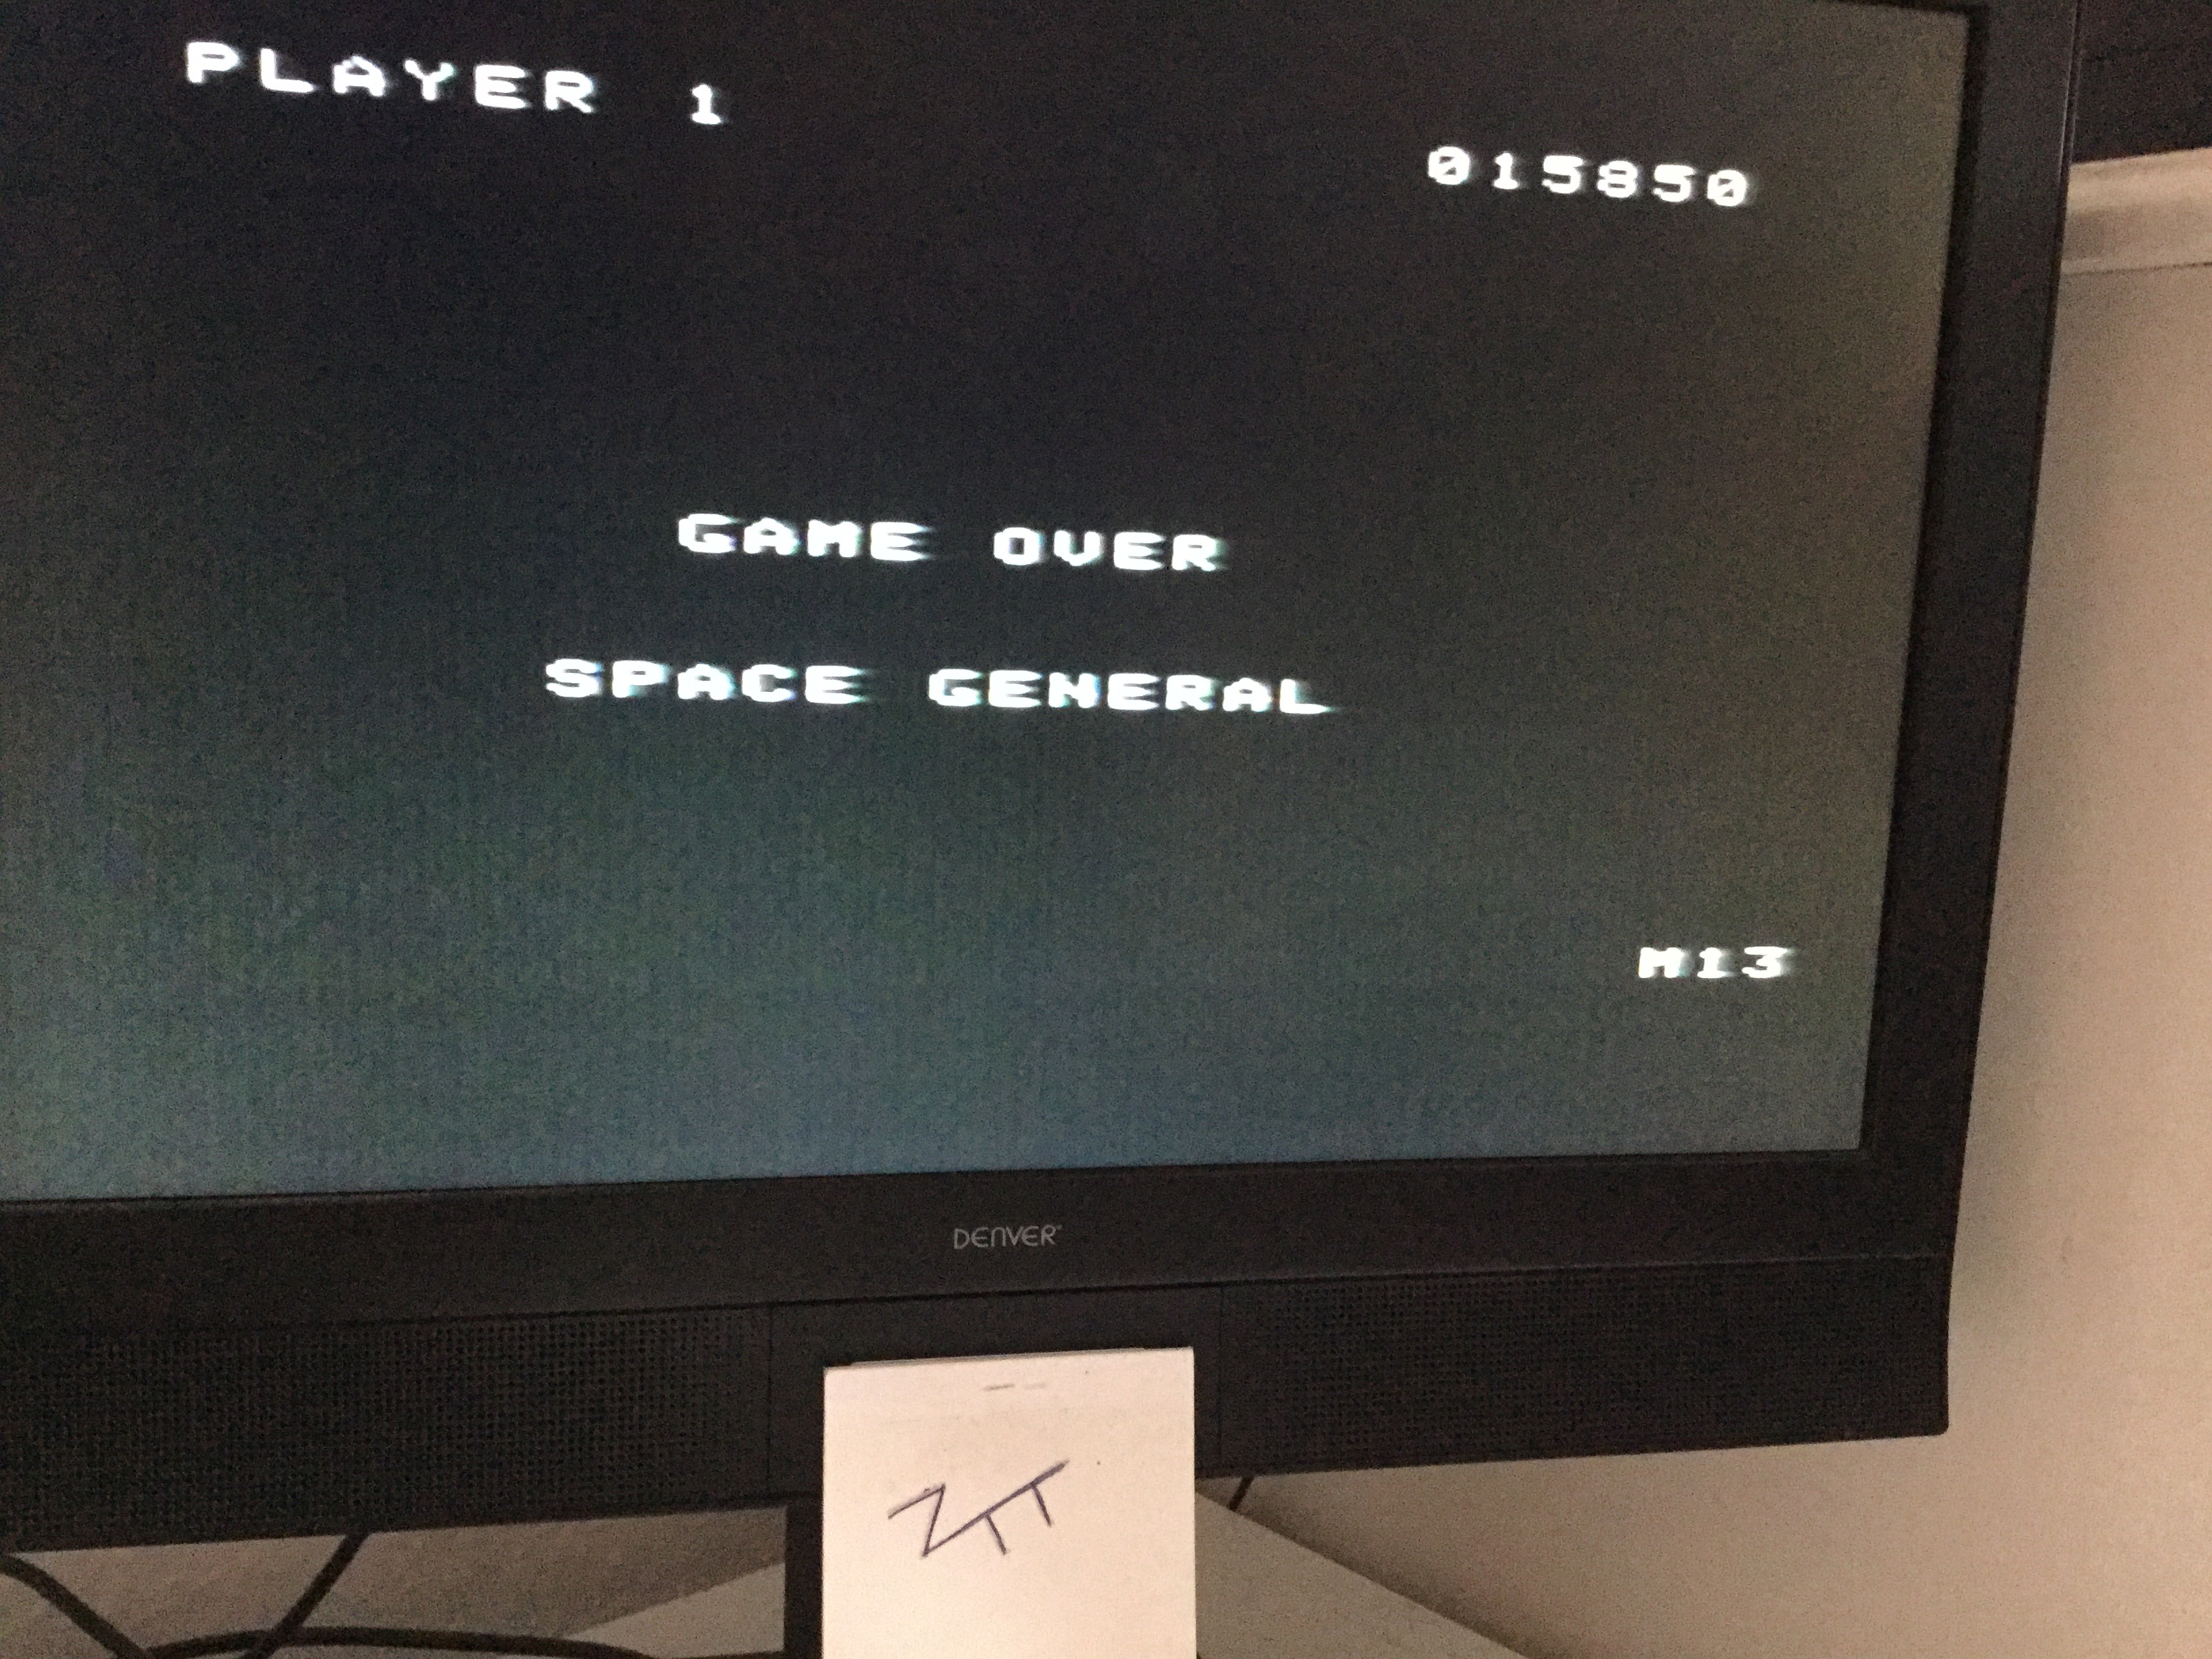 PLAYER 1
015850
GAME OVER
SPACE GENERAL
M13
DENVER
ZTT